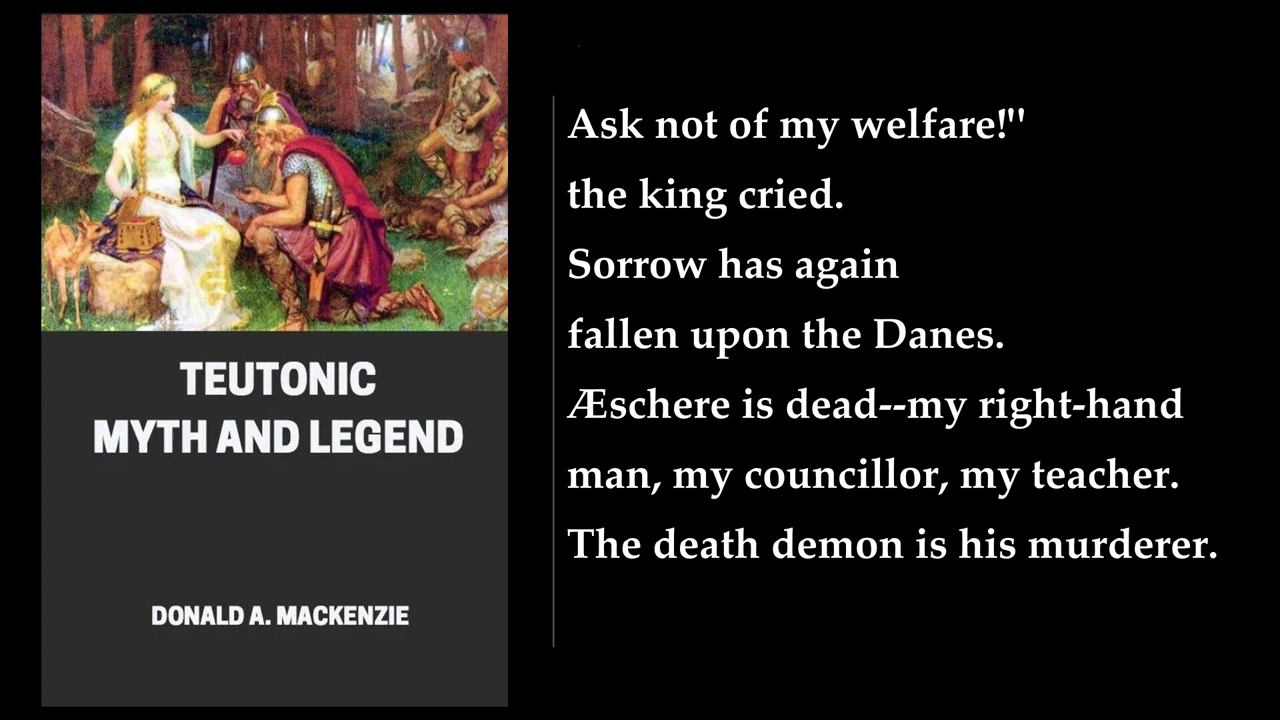 TEUTONIC
MYTH AND LEGEND
DONALD A. MACKENZIE
Ask not of my welfare!"
the king cried.
Sorrow has again
fallen upon the Danes.
Æschere is dead--my right-hand
man, my councillor, my teacher.
The death demon is his murderer.